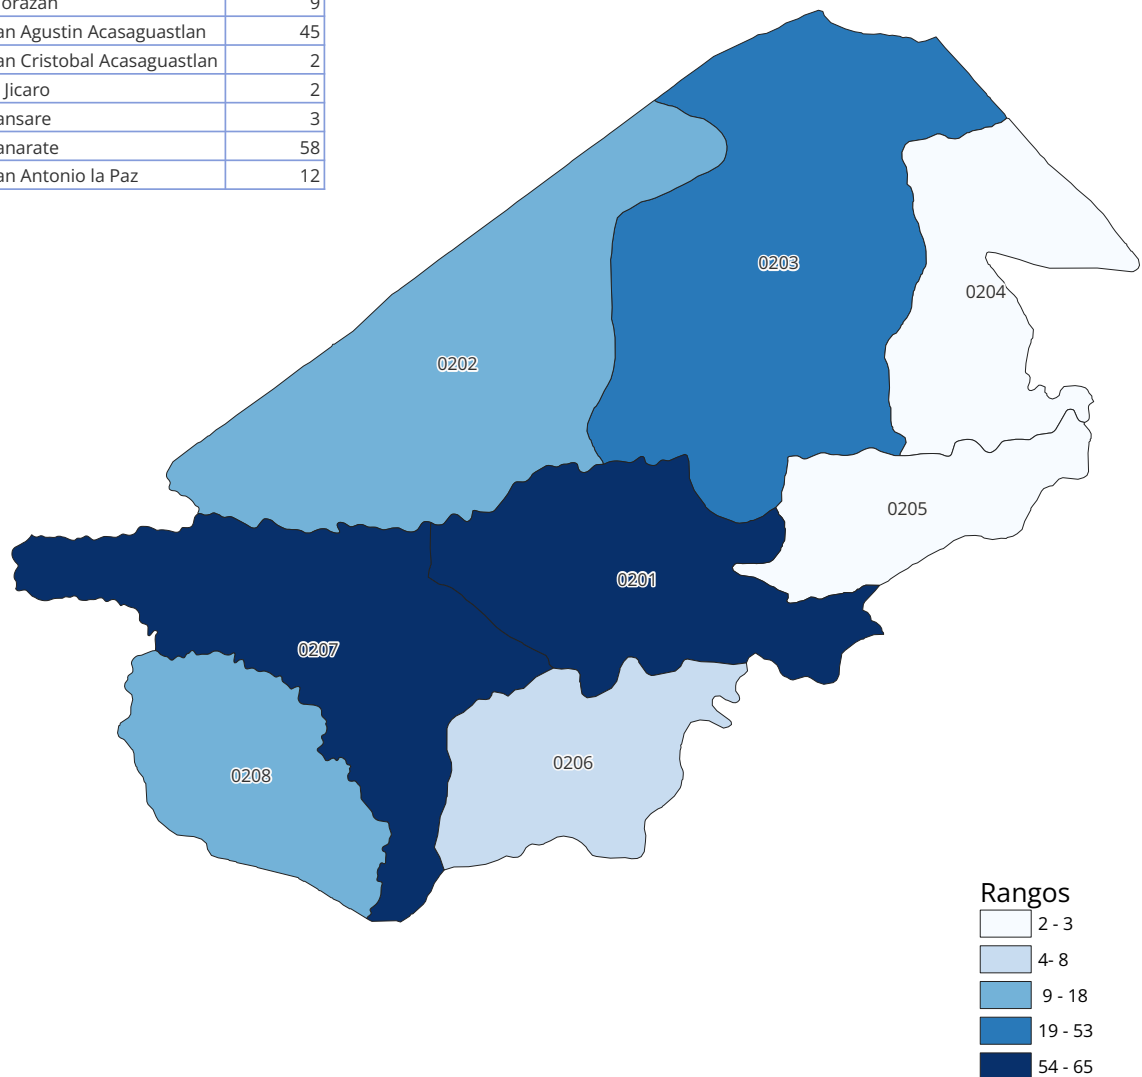 orazan 9
an Agustin Acasaguastlan 45
an Cristobal Acasaguastlan 2
Jicaro 2
ansare 3
anarate 58
an Antonio la Paz 12
0203
0204
0202
0205
0201
0207
0206
0208
Rangos
2 - 3
4- 8
9 - 18
19 - 53
54 - 65